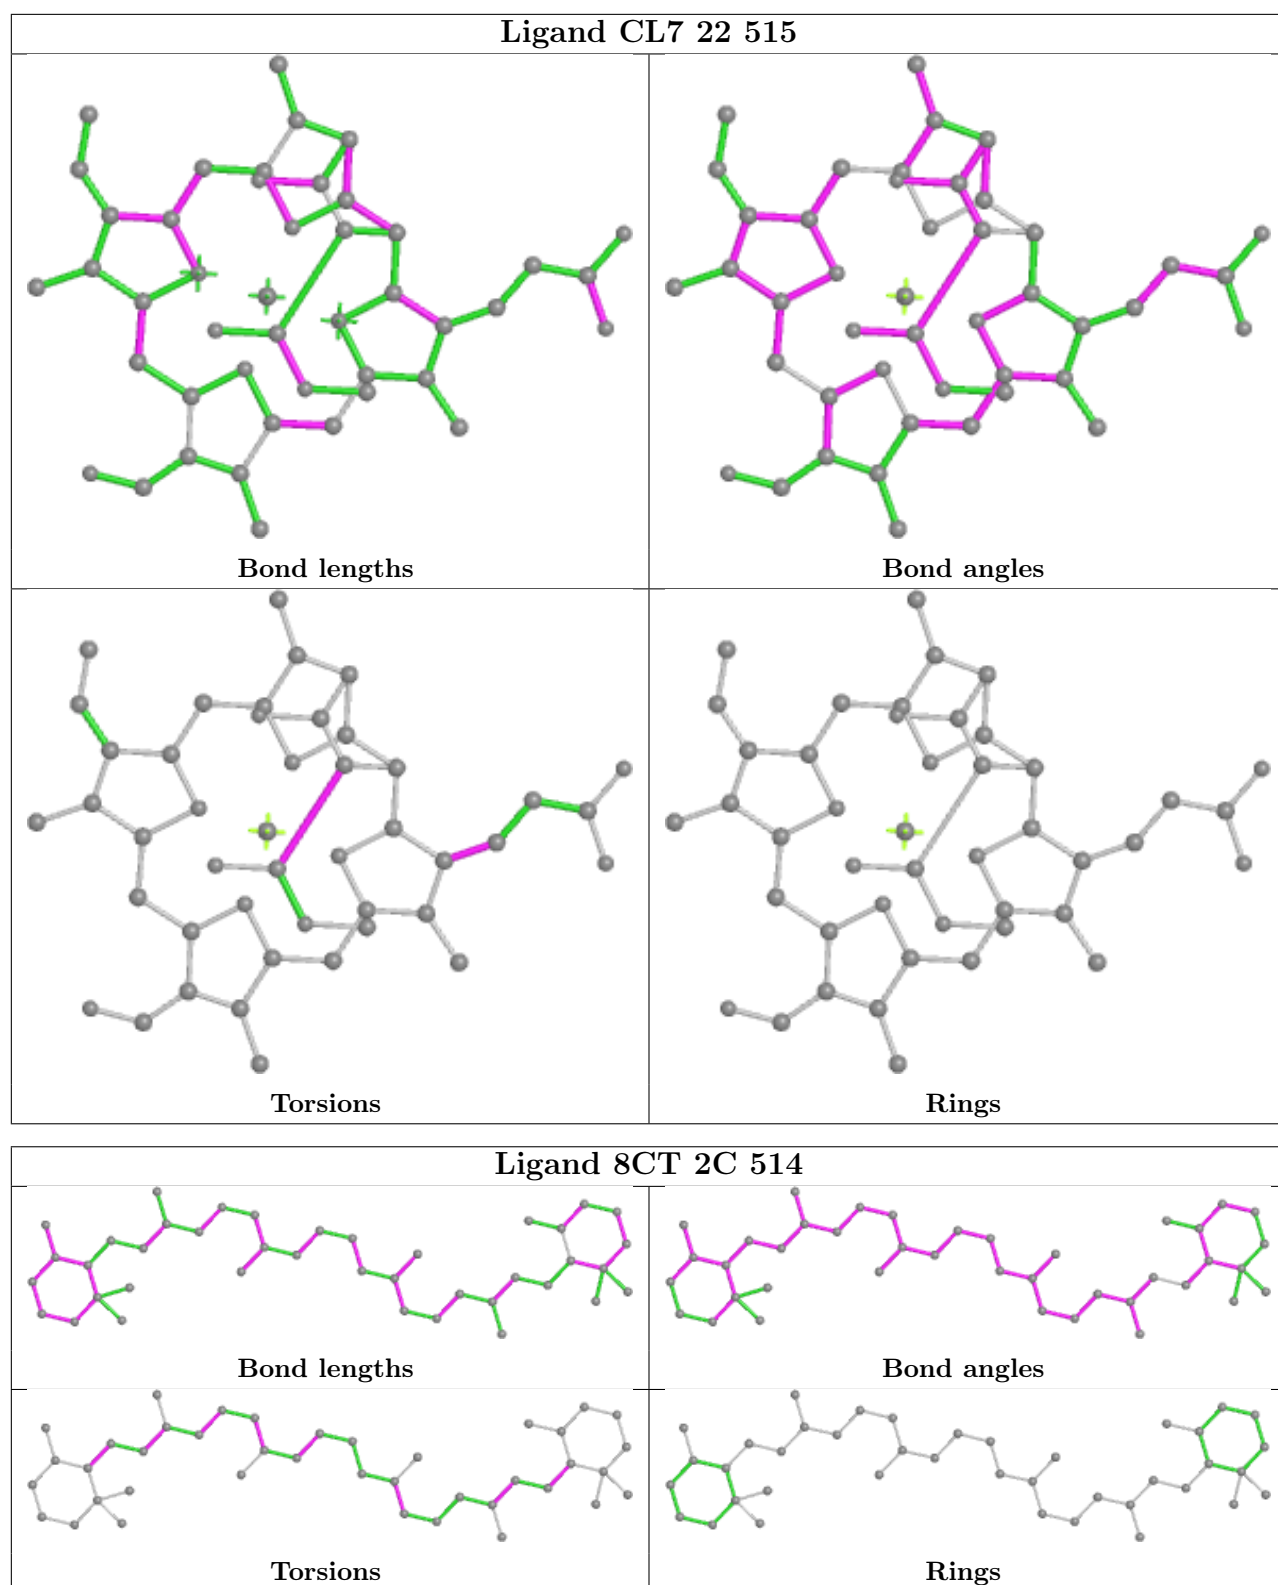 Ligand CL7 22 515
Bond lengths
Bond angles
Torsions
Rings
Ligand 8CT 2C 514
Bond lengths
Bond angles
Torsions
Rings